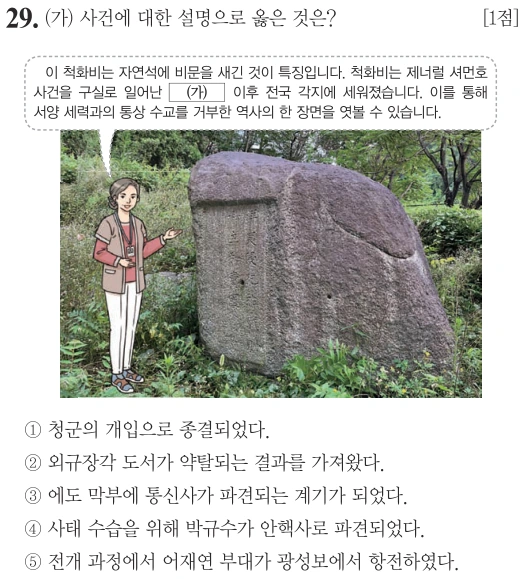 29. (가) 사건에 대한 설명으로 옳은 것은? [1점]
이 척화비는 자연석에 비문을 새긴 것이 특징입니다. 척화비는 제너럴 셔먼호
사건을 구실로 일어난 (가) 이후 전국 각지에 세워졌습니다. 이를 통해
서양 세력과의 통상 수교를 거부한 역사의 한 장면을 엿볼 수 있습니다.
① 청군의 개입으로 종결되었다.
② 외규장각 도서가 약탈되는 결과를 가져왔다.
③ 에도 막부에 통신사가 파견되는 계기가 되었다.
④ 사태 수습을 위해 박규수가 안핵사로 파견되었다.
⑤ 전개 과정에서 어재연 부대가 광성보에서 항전하였다.